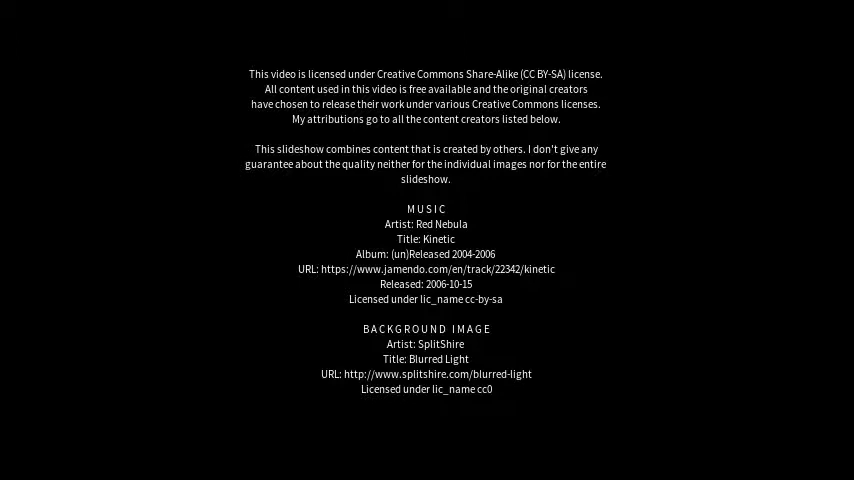 This video is licensed under Creative Commons Share-Alike (CC BY-SA) license.
All content used in this video is free available and the original creators
have chosen to release their work under various Creative Commons licenses.
My attributions go to all the content creators listed below.
This slideshow combines content that is created by others. I don't give any
guarantee about the quality neither for the individual images nor for the entire
slideshow.
MUSIC
Artist: Red Nebula
Title: Kinetic
Album: (un)Released 2004-2006
URL: https://www.jamendo.com/en/track/22342/kinetic
Released: 2006-10-15
Licensed under lic_name cc-by-sa
BACKGROUND IMAGE
Artist: SplitShire
Title: Blurred Light
URL: http://www.splitshire.com/blurred-light
Licensed under lic_name cc0